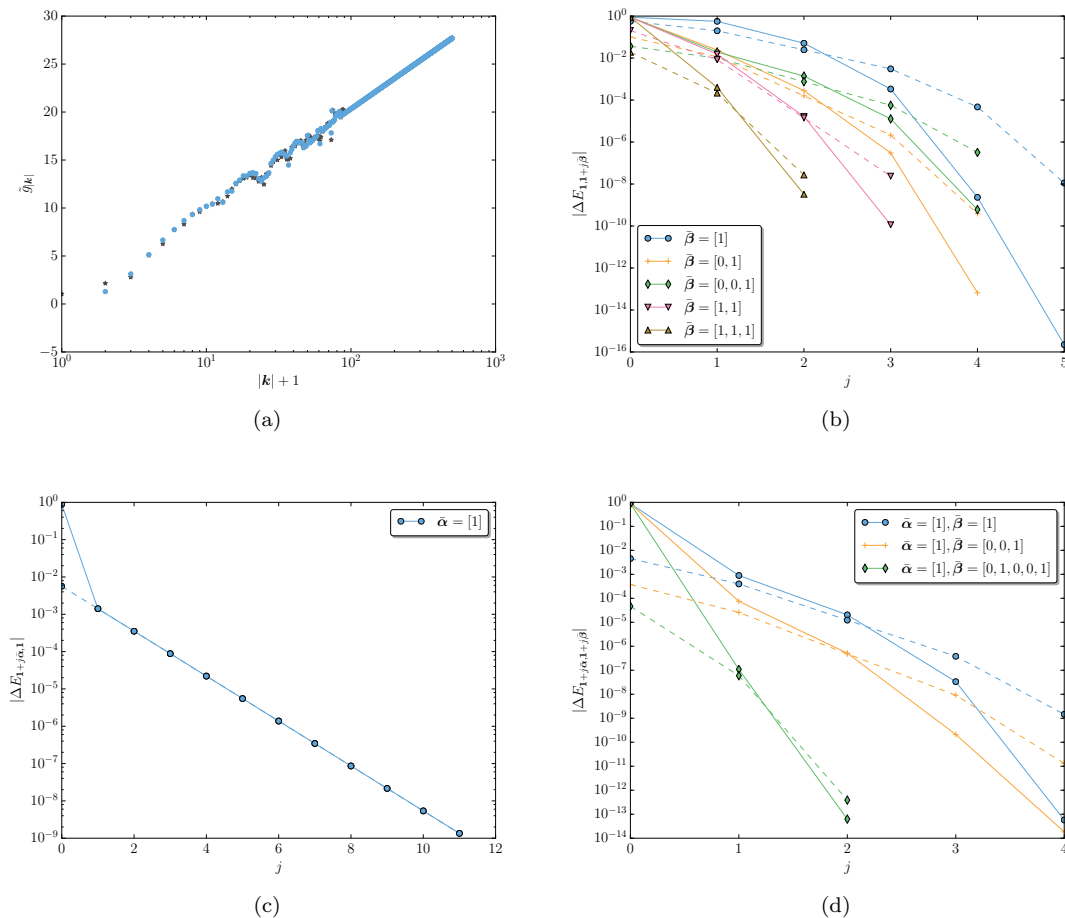 30
25
20
15
10
5
0
−5
10^0 10^1 10^2 10^3
g̃_|k|
|k| + 1
(a)
10^0
10^-2
10^-4
10^-6
10^-8
10^-10
10^-12
10^-14
10^-16
0 1 2 3 4 5
|ΔE_{1,1+jβ̄}|
j
β̄ = [1]
β̄ = [0, 1]
β̄ = [0, 0, 1]
β̄ = [1, 1]
β̄ = [1, 1, 1]
(b)
10^0
10^-1
10^-2
10^-3
10^-4
10^-5
10^-6
10^-7
10^-8
10^-9
0 2 4 6 8 10 12
|ΔE_{1+jᾱ,1}|
j
ᾱ = [1]
(c)
10^0
10^-1
10^-2
10^-3
10^-4
10^-5
10^-6
10^-7
10^-8
10^-9
10^-10
10^-11
10^-12
10^-13
10^-14
0 1 2 3 4
|ΔE_{1+jᾱ,1+jβ̄}|
j
ᾱ = [1], β̄ = [1]
ᾱ = [1], β̄ = [0, 0, 1]
ᾱ = [1], β̄ = [0, 1, 0, 0, 1]
(d)